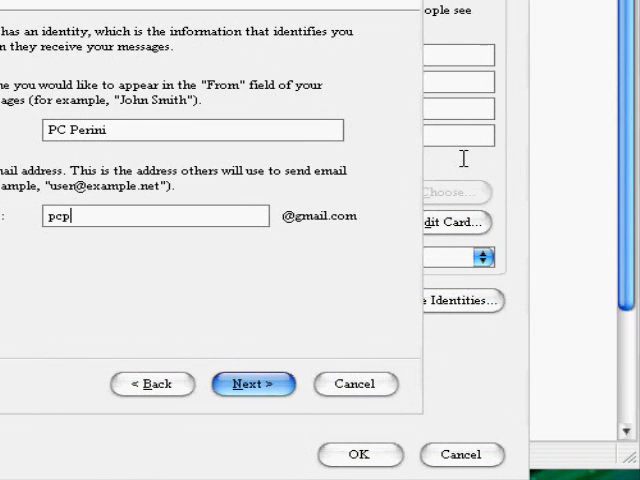 ople see
has an identity, which is the information that identifies you
n they receive your messages.
ne you would like to appear in the "From" field of your
ages (for example, "John Smith").
PC Perini
nail address. This is the address others will use to send email
ample, "user@example.net").
: pcp @gmail.com
Choose...
dit Card...
e Identities...
< Back Next > Cancel
OK Cancel